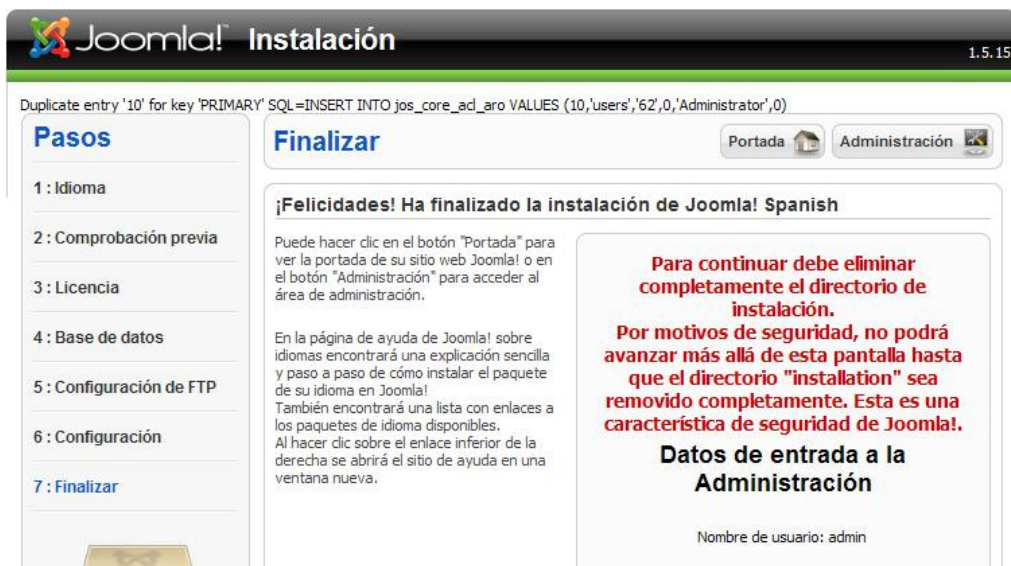 Joomla! Instalación
1.5.15
Duplicate entry '10' for key 'PRIMARY' SQL=INSERT INTO jos_core_acl_aro VALUES (10,'users','62',0,'Administrator',0)
Pasos
1 : Idioma
2 : Comprobación previa
3 : Licencia
4 : Base de datos
5 : Configuración de FTP
6 : Configuración
7 : Finalizar
Finalizar
Portada
Administración
¡Felicidades! Ha finalizado la instalación de Joomla! Spanish
Puede hacer clic en el botón "Portada" para
ver la portada de su sitio web Joomla! o en
el botón "Administración" para acceder al
área de administración.
En la página de ayuda de Joomla! sobre
idiomas encontrará una explicación sencilla
y paso a paso de cómo instalar el paquete
de su idioma en Joomla!
También encontrará una lista con enlaces a
los paquetes de idioma disponibles.
Al hacer clic sobre el enlace inferior de la
derecha se abrirá el sitio de ayuda en una
ventana nueva.
Para continuar debe eliminar
completamente el directorio de
instalación.
Por motivos de seguridad, no podrá
avanzar más allá de esta pantalla hasta
que el directorio "installation" sea
removido completamente. Esta es una
característica de seguridad de Joomla!.
Datos de entrada a la
Administración
Nombre de usuario: admin